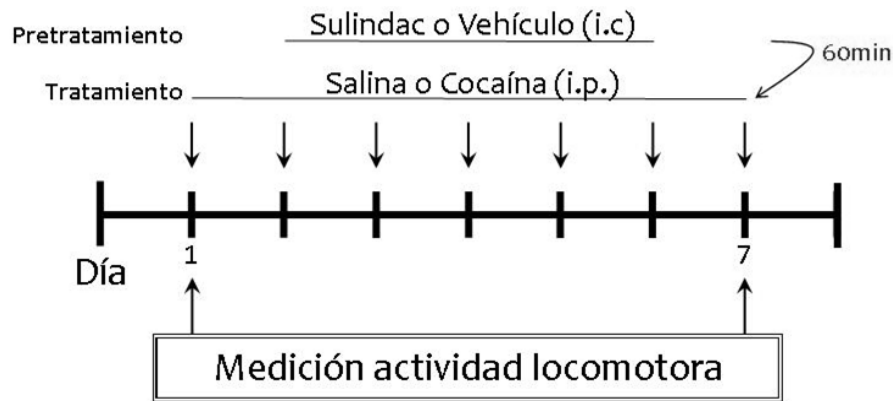 Pretratamiento Sulindac o Vehículo (i.c)
60min
Tratamiento Salina o Cocaína (i.p.)
Día 1 7
Medición actividad locomotora